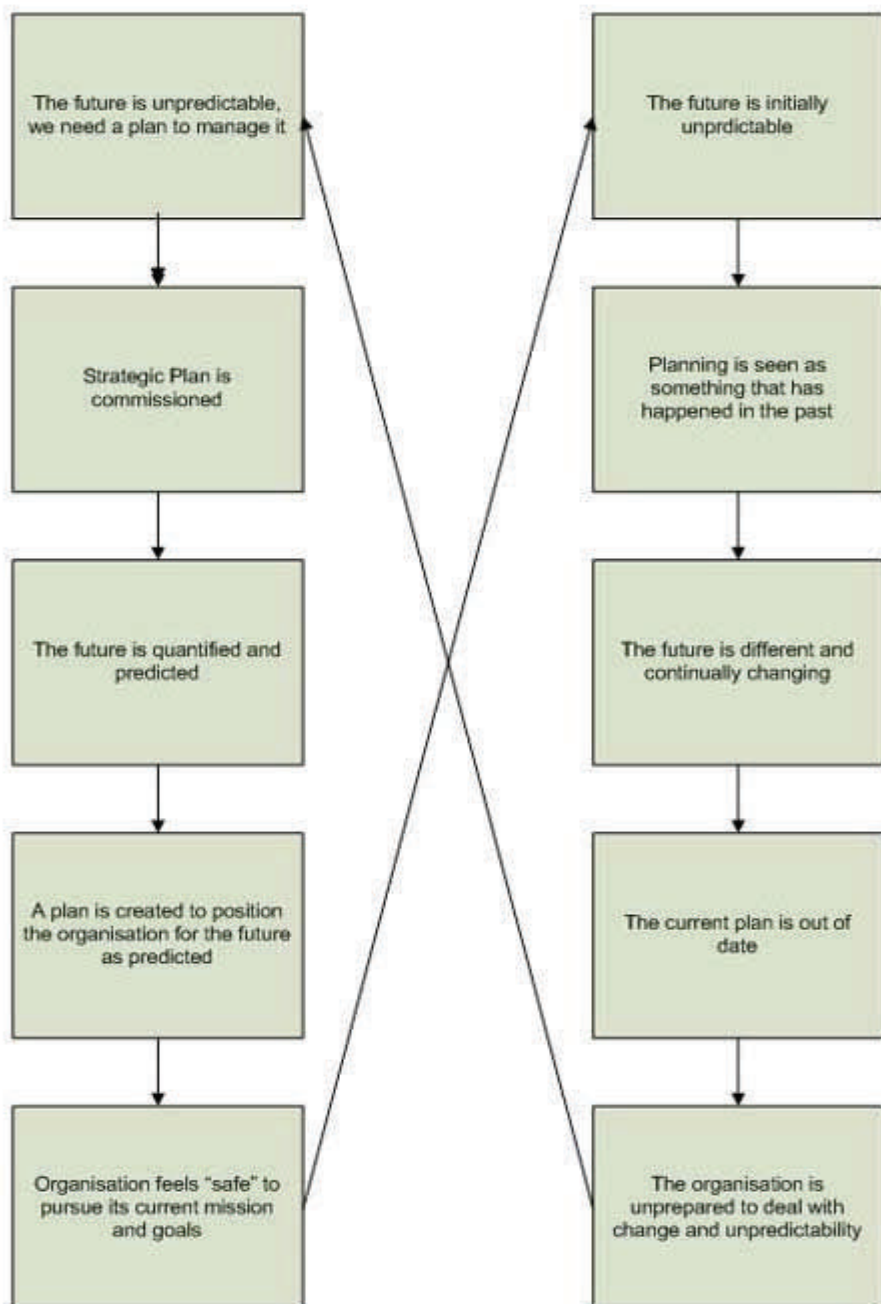 The future is unpredictable,
we need a plan to manage it
Strategic Plan is
commissioned
The future is quantified and
predicted
A plan is created to position
the organisation for the future
as predicted
Organisation feels “safe” to
pursue its current mission
and goals
The future is initially
unprdictable
Planning is seen as
something that has
happened in the past
The future is different and
continually changing
The current plan is out of
date
The organisation is
unprepared to deal with
change and unpredictability